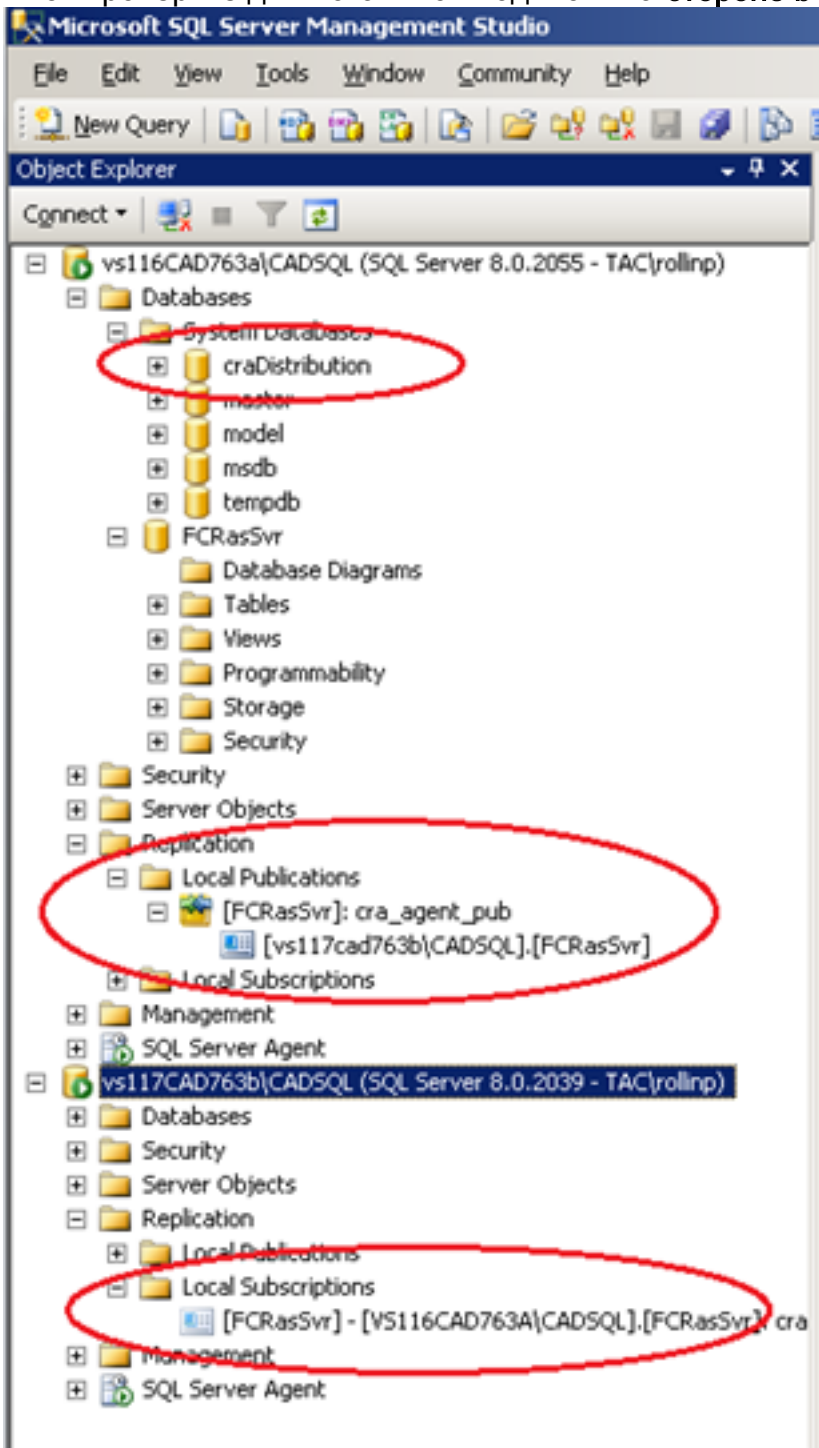 стороне b
Microsoft SQL Server Management Studio
File Edit View Tools Window Community Help
New Query
Object Explorer
Connect
vs116CAD763a\CADSQL (SQL Server 8.0.2055 - TAC\rollinp)
Databases
System Databases
craDistribution
master
model
msdb
tempdb
FCRasSvr
Database Diagrams
Tables
Views
Programmability
Storage
Security
Security
Server Objects
Replication
Local Publications
[FCRasSvr]: cra_agent_pub
[vs117cad763b\CADSQL].[FCRasSvr]
Local Subscriptions
Management
SQL Server Agent
vs117CAD763b\CADSQL (SQL Server 8.0.2039 - TAC\rollinp)
Databases
Security
Server Objects
Replication
Local Publications
Local Subscriptions
[FCRasSvr] - [VS116CAD763A\CADSQL].[FCRasSvr]: cra
Management
SQL Server Agent